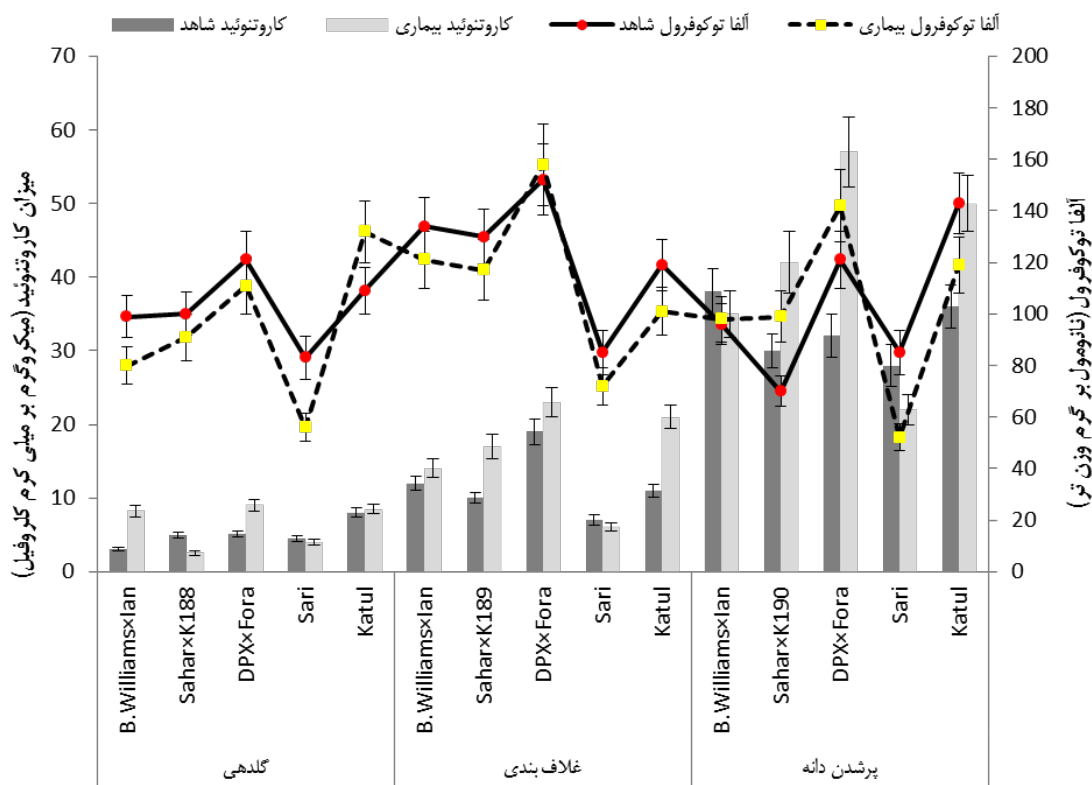 کاروتنوئید شاهد
کاروتنوئید بیماری
آلفا توکوفرول شاهد
آلفا توکوفرول بیماری
میزان کاروتنوئید (میکروگرم بر میلی گرم کلروفیل)
70
60
50
40
30
20
10
0
200
180
160
140
120
100
80
60
40
20
0
آلفا توکوفرول (نانومول بر گرم وزن تر)
B.Williams×Ian
Sahar×K188
DPX×Fora
Sari
Katul
B.Williams×Ian
Sahar×K189
DPX×Fora
Sari
Katul
B.Williams×Ian
Sahar×K190
DPX×Fora
Sari
Katul
گلدهی
غلاف بندی
پرشدن دانه